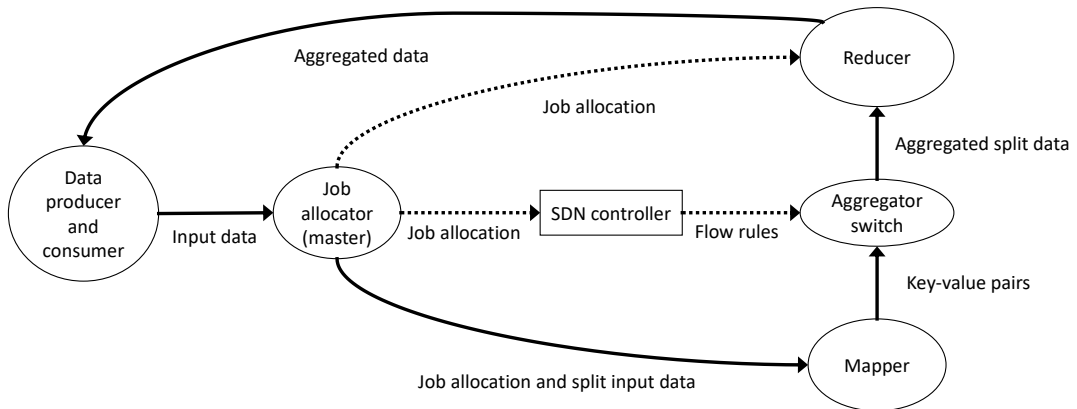 Aggregated data
Reducer
Job allocation
Aggregated split data
Data
producer
and
consumer
Input data
Job
allocator
(master)
Job allocation
SDN controller
Flow rules
Aggregator
switch
Key-value pairs
Mapper
Job allocation and split input data